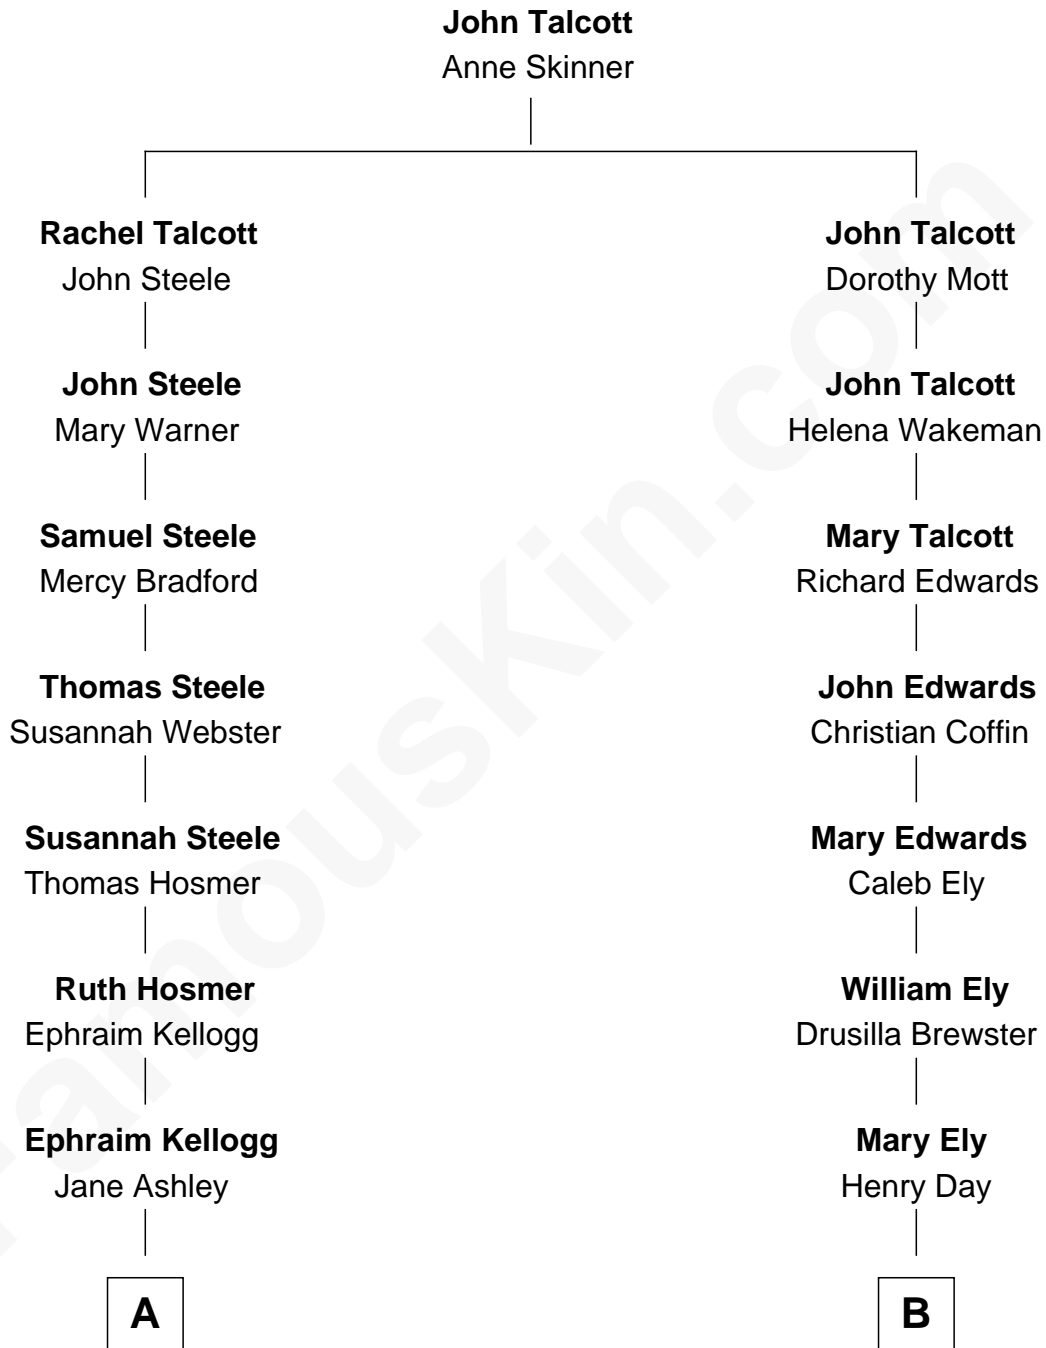 John Talcott
Anne Skinner
Rachel Talcott
John Steele
John Talcott
Dorothy Mott
John Steele
Mary Warner
John Talcott
Helena Wakeman
Samuel Steele
Mercy Bradford
Mary Talcott
Richard Edwards
Thomas Steele
Susannah Webster
John Edwards
Christian Coffin
Susannah Steele
Thomas Hosmer
Mary Edwards
Caleb Ely
Ruth Hosmer
Ephraim Kellogg
William Ely
Drusilla Brewster
Ephraim Kellogg
Jane Ashley
Mary Ely
Henry Day
A
B
FamousKin.com